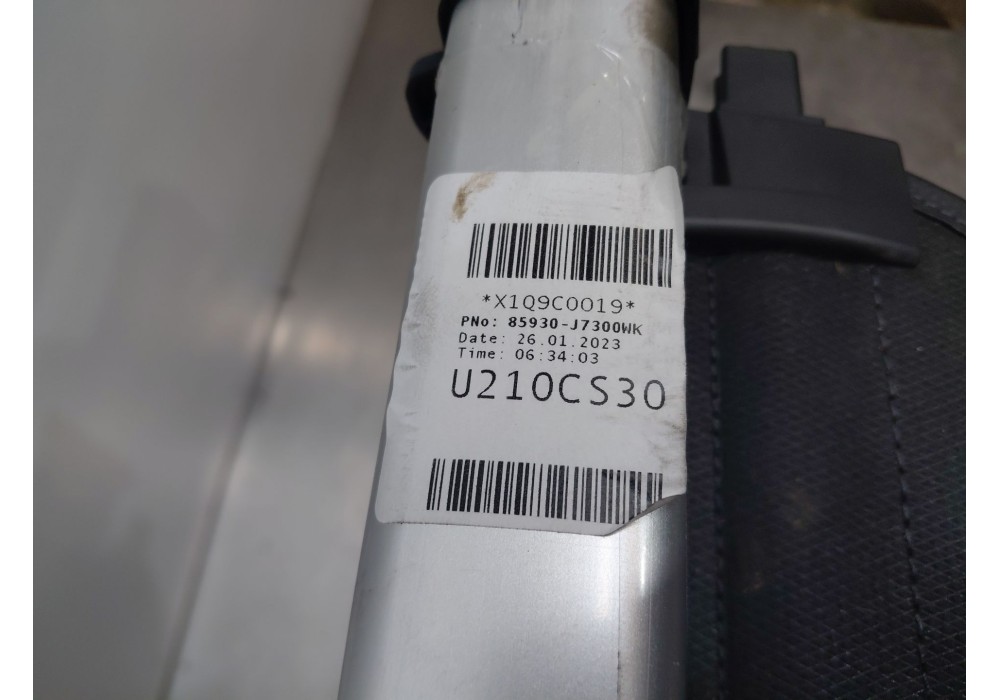 *X1Q9C0019*
PNo: 85930-J7300WK
Date: 26.01.2023
Time: 06:34:03
U210CS30